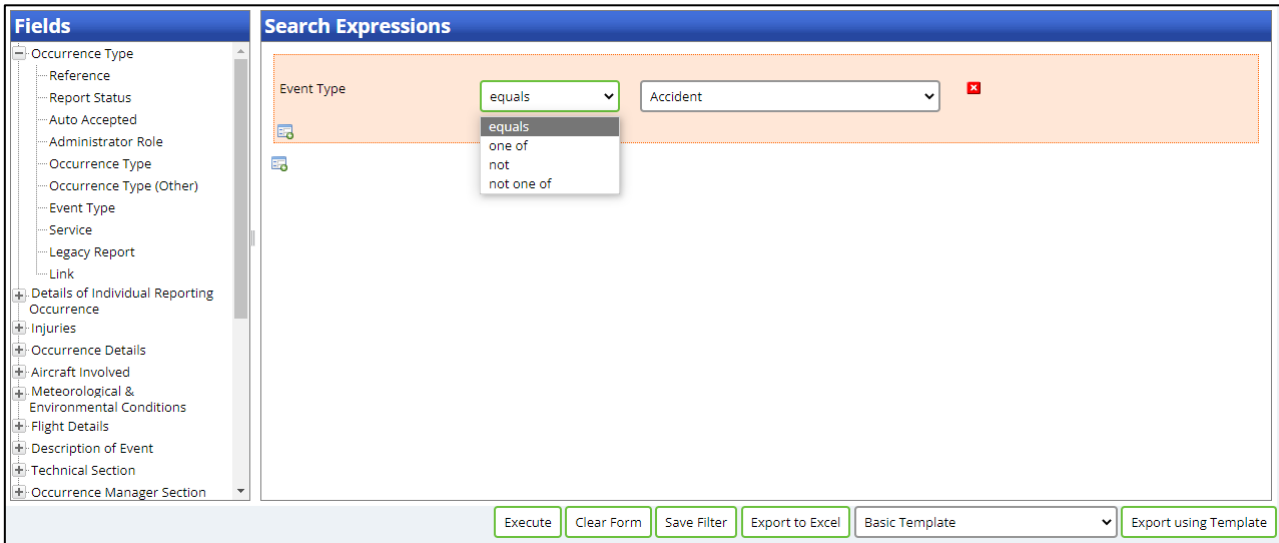 Fields
Occurrence Type
Reference
Report Status
Auto Accepted
Administrator Role
Occurrence Type
Occurrence Type (Other)
Event Type
Service
Legacy Report
Link
Details of Individual Reporting
Occurrence
Injuries
Occurrence Details
Aircraft Involved
Meteorological &
Environmental Conditions
Flight Details
Description of Event
Technical Section
Occurrence Manager Section
Search Expressions
Event Type
equals
Accident
equals
one of
not
not one of
Execute
Clear Form
Save Filter
Export to Excel
Basic Template
Export using Template